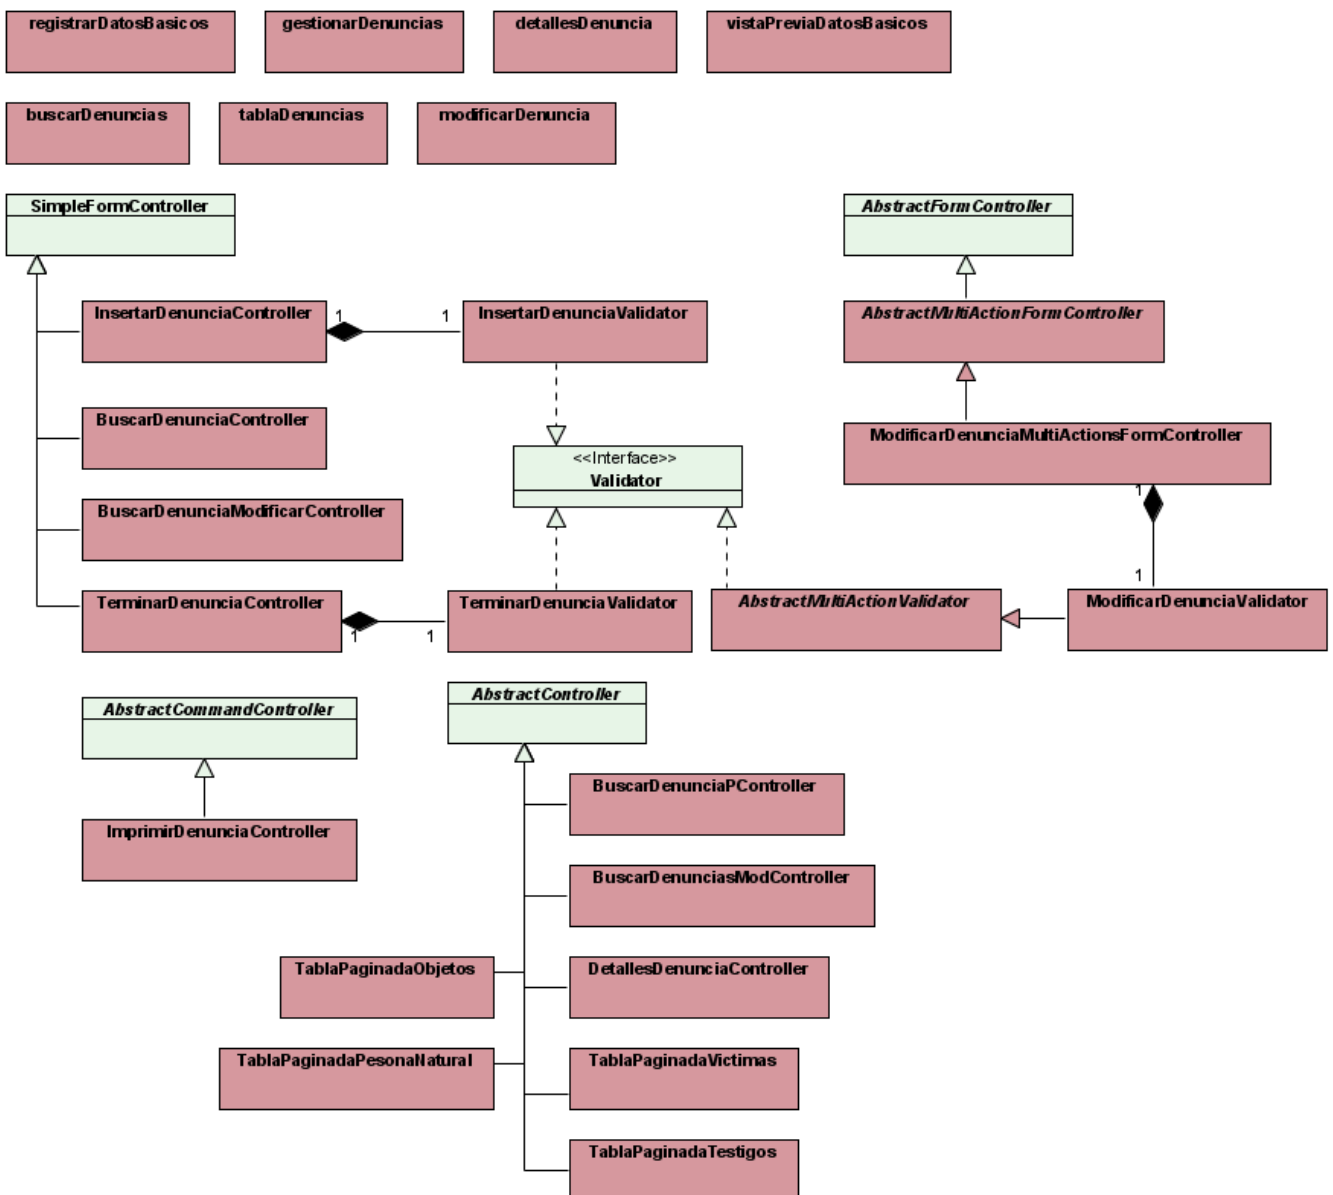 registrarDatosBasicos
gestionarDenuncias
detallesDenuncia
vistaPreviaDatosBasicos
buscarDenuncias
tablaDenuncias
modificarDenuncia
SimpleFormController
AbstractFormController
InsertarDenunciaController
1
1
InsertarDenunciaValidator
AbstractMultiActionFormController
BuscarDenunciaController
ModificarDenunciaMultiActionsFormController
<<Interface>>
Validator
1
BuscarDenunciaModificarController
1
TerminarDenunciaController
1
1
TerminarDenunciaValidator
AbstractMultiActionValidator
ModificarDenunciaValidator
AbstractCommandController
AbstractController
BuscarDenunciaPController
ImprimirDenunciaController
BuscarDenunciasModController
TablaPaginadaObjetos
DetallesDenunciaController
TablaPaginadaPesonaNatural
TablaPaginadaVictimas
TablaPaginadaTestigos